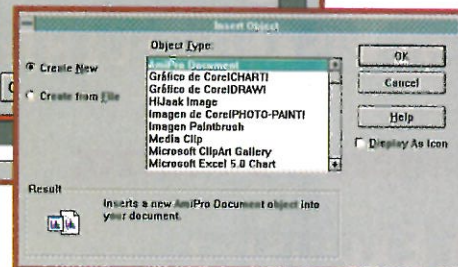 Insert Object
Object Type:
Create New
Create from File
AmiPro Document
Gráfico de CorelCHART!
Gráfico de CorelDRAW!
HiJaak Image
Imagen de CorelPHOTO-PAINT!
Imagen Paintbrush
Media Clip
Microsoft ClipArt Gallery
Microsoft Excel 5.0 Chart
OK
Cancel
Help
Display As Icon
Result
Inserts a new AmiPro Document object into
your document.